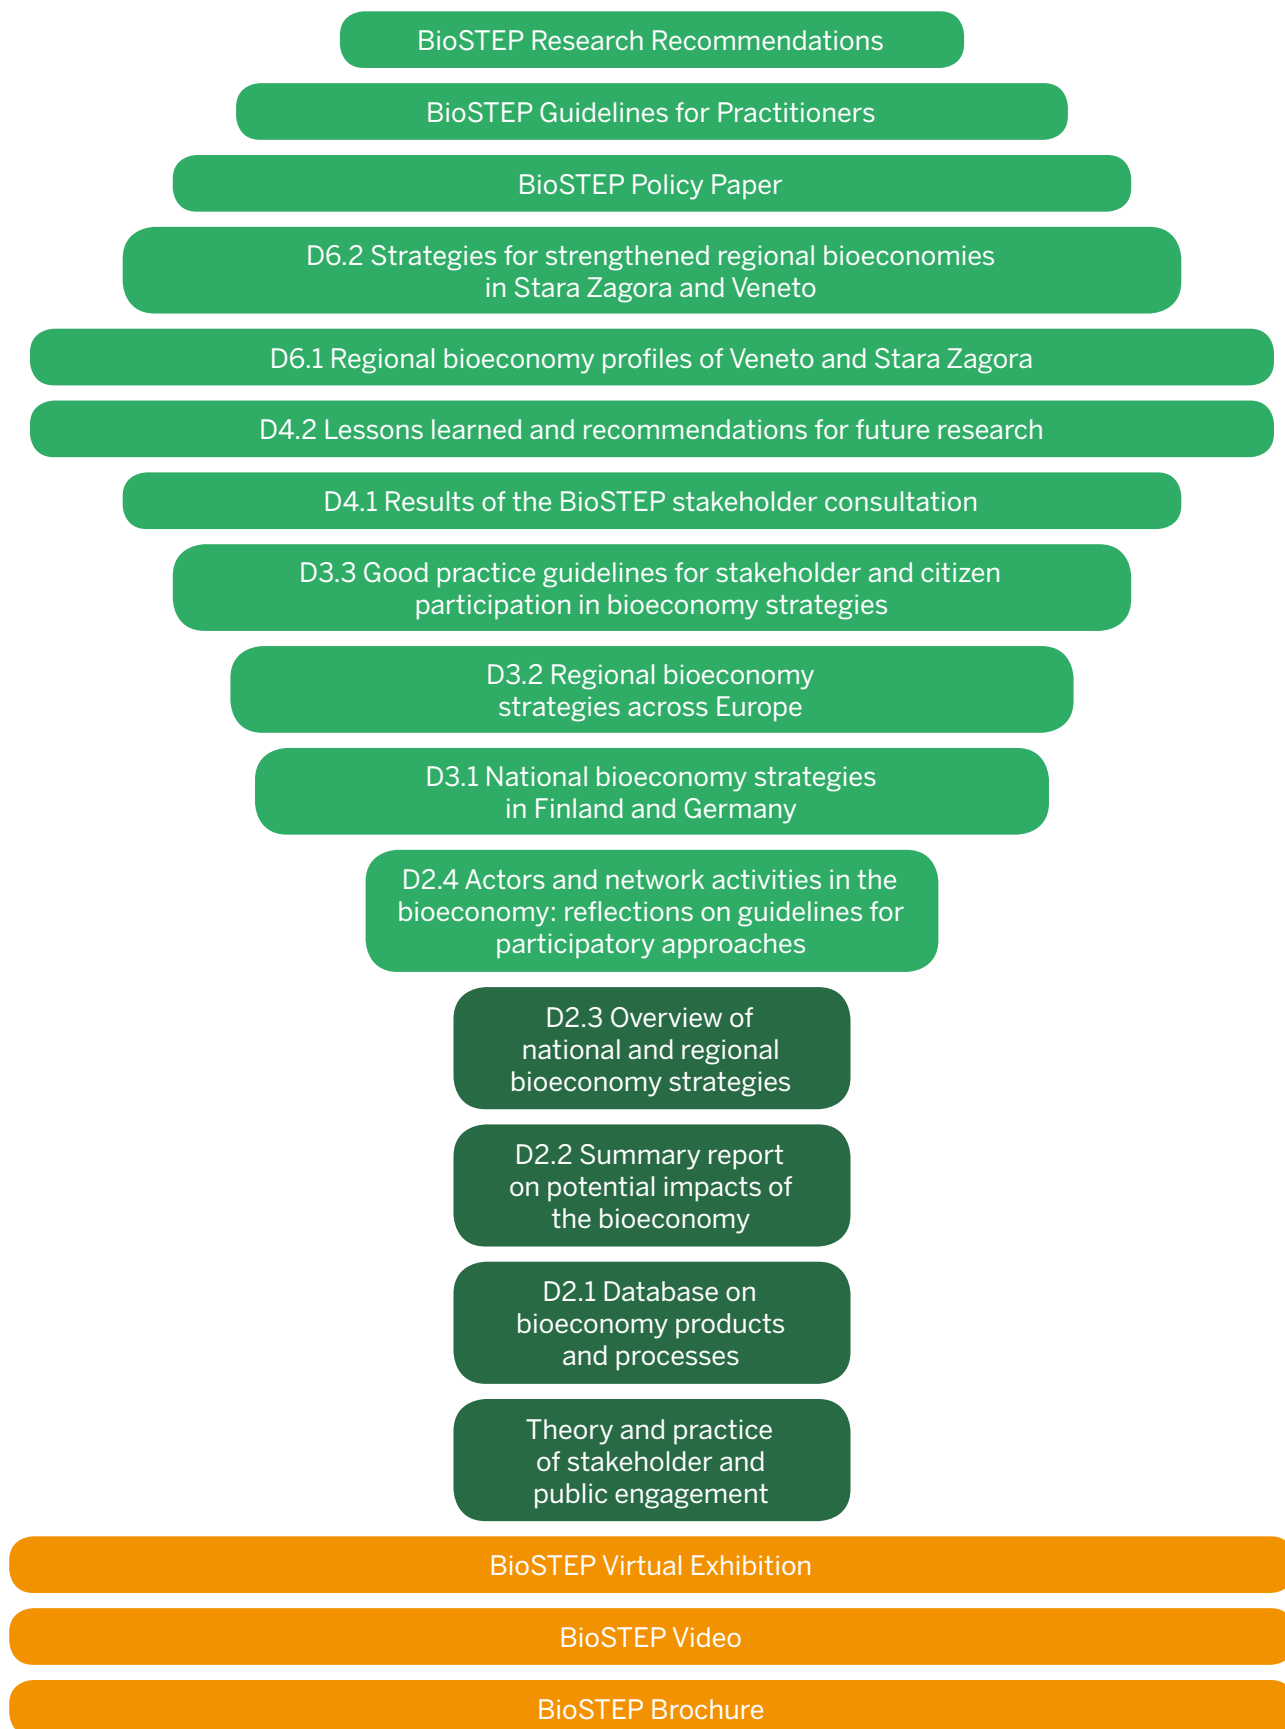 BioSTEP Research Recommendations
BioSTEP Guidelines for Practitioners
BioSTEP Policy Paper
D6.2 Strategies for strengthened regional bioeconomies
in Stara Zagora and Veneto
D6.1 Regional bioeconomy profiles of Veneto and Stara Zagora
D4.2 Lessons learned and recommendations for future research
D4.1 Results of the BioSTEP stakeholder consultation
D3.3 Good practice guidelines for stakeholder and citizen
participation in bioeconomy strategies
D3.2 Regional bioeconomy
strategies across Europe
D3.1 National bioeconomy strategies
in Finland and Germany
D2.4 Actors and network activities in the
bioeconomy: reflections on guidelines for
participatory approaches
D2.3 Overview of
national and regional
bioeconomy strategies
D2.2 Summary report
on potential impacts of
the bioeconomy
D2.1 Database on
bioeconomy products
and processes
Theory and practice
of stakeholder and
public engagement
BioSTEP Virtual Exhibition
BioSTEP Video
BioSTEP Brochure